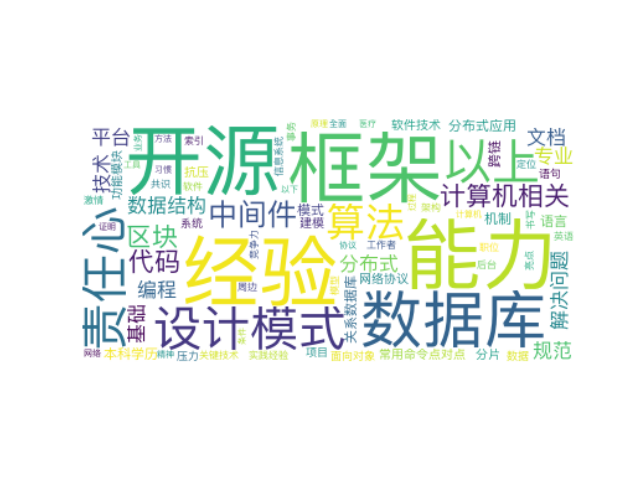 开源
框架
以上
经验
能力
数据库
设计模式
责任心
算法
中间件
区块
代码
平台
技术
功能模块
数据结构
计算机相关
文档
专业
跨链
语句
软件技术
分布式应用
原理
全面
医疗
事务
索引
方法
业务
工具
习惯
共识
软件
抗压
激情
信息系统
模式
建模
系统
证明
竞争力
协议
工作者
机制
架构
书写
语言
英语
定位
计算机
职位
后台
亮点
分布式
网络协议
关系数据库
解决问题
编程
基础
周边
条件
网络
本科学历
精神
压力
关键技术
实践经验
项目
面向对象
常用命令
点对点
分片
数据
规范
以下
过程